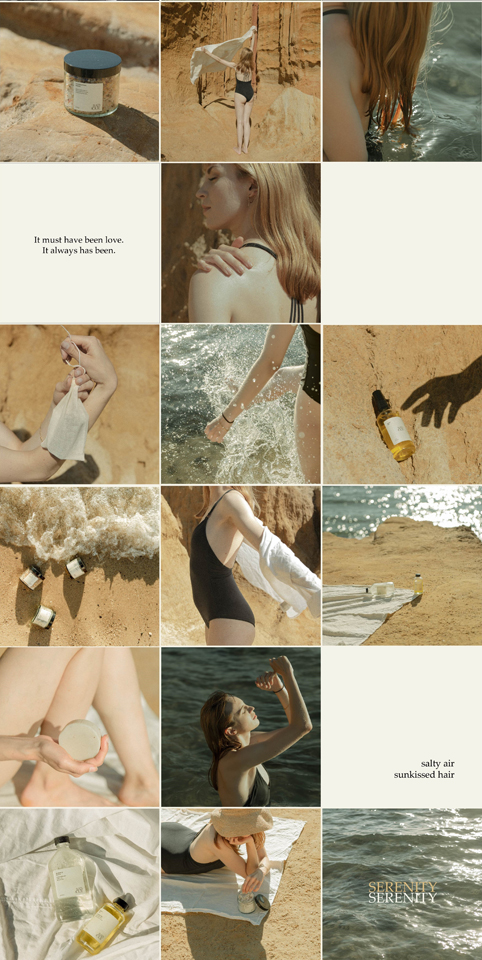 It must have been love.
It always has been.
salty air
sunkissed hair
SERENITY
SERENITY